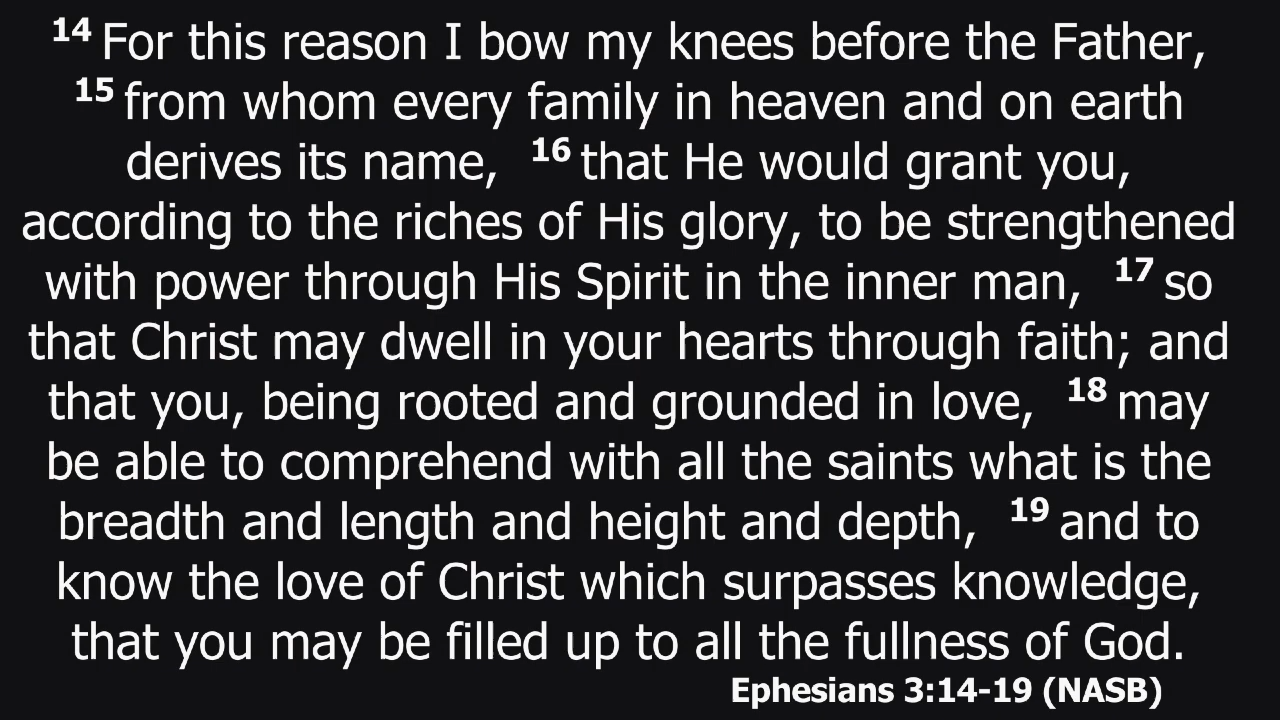 14 For this reason I bow my knees before the Father,
15 from whom every family in heaven and on earth
derives its name, 16 that He would grant you,
according to the riches of His glory, to be strengthened
with power through His Spirit in the inner man, 17 so
that Christ may dwell in your hearts through faith; and
that you, being rooted and grounded in love, 18 may
be able to comprehend with all the saints what is the
breadth and length and height and depth, 19 and to
know the love of Christ which surpasses knowledge,
that you may be filled up to all the fullness of God.
Ephesians 3:14-19 (NASB)